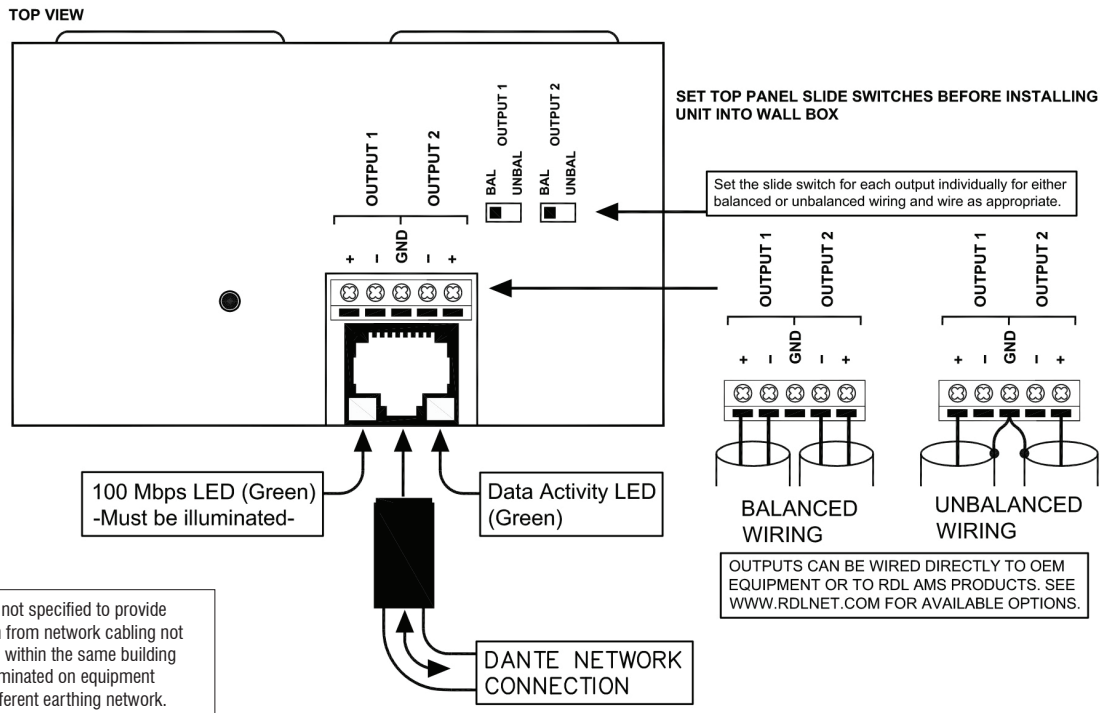 TOP VIEW
OUTPUT 1
OUTPUT 2
OUTPUT 1
OUTPUT 2
BAL
UNBAL
BAL
UNBAL
+ – GND – +
SET TOP PANEL SLIDE SWITCHES BEFORE INSTALLING
UNIT INTO WALL BOX
Set the slide switch for each output individually for either
balanced or unbalanced wiring and wire as appropriate.
OUTPUT 1
OUTPUT 2
+ – GND – +
OUTPUT 1
OUTPUT 2
+ – GND – +
100 Mbps LED (Green)
-Must be illuminated-
Data Activity LED
(Green)
BALANCED
WIRING
UNBALANCED
WIRING
OUTPUTS CAN BE WIRED DIRECTLY TO OEM
EQUIPMENT OR TO RDL AMS PRODUCTS. SEE
WWW.RDLNET.COM FOR AVAILABLE OPTIONS.
not specified to provide
from network cabling not
within the same building
different earthing network.
DANTE NETWORK
CONNECTION